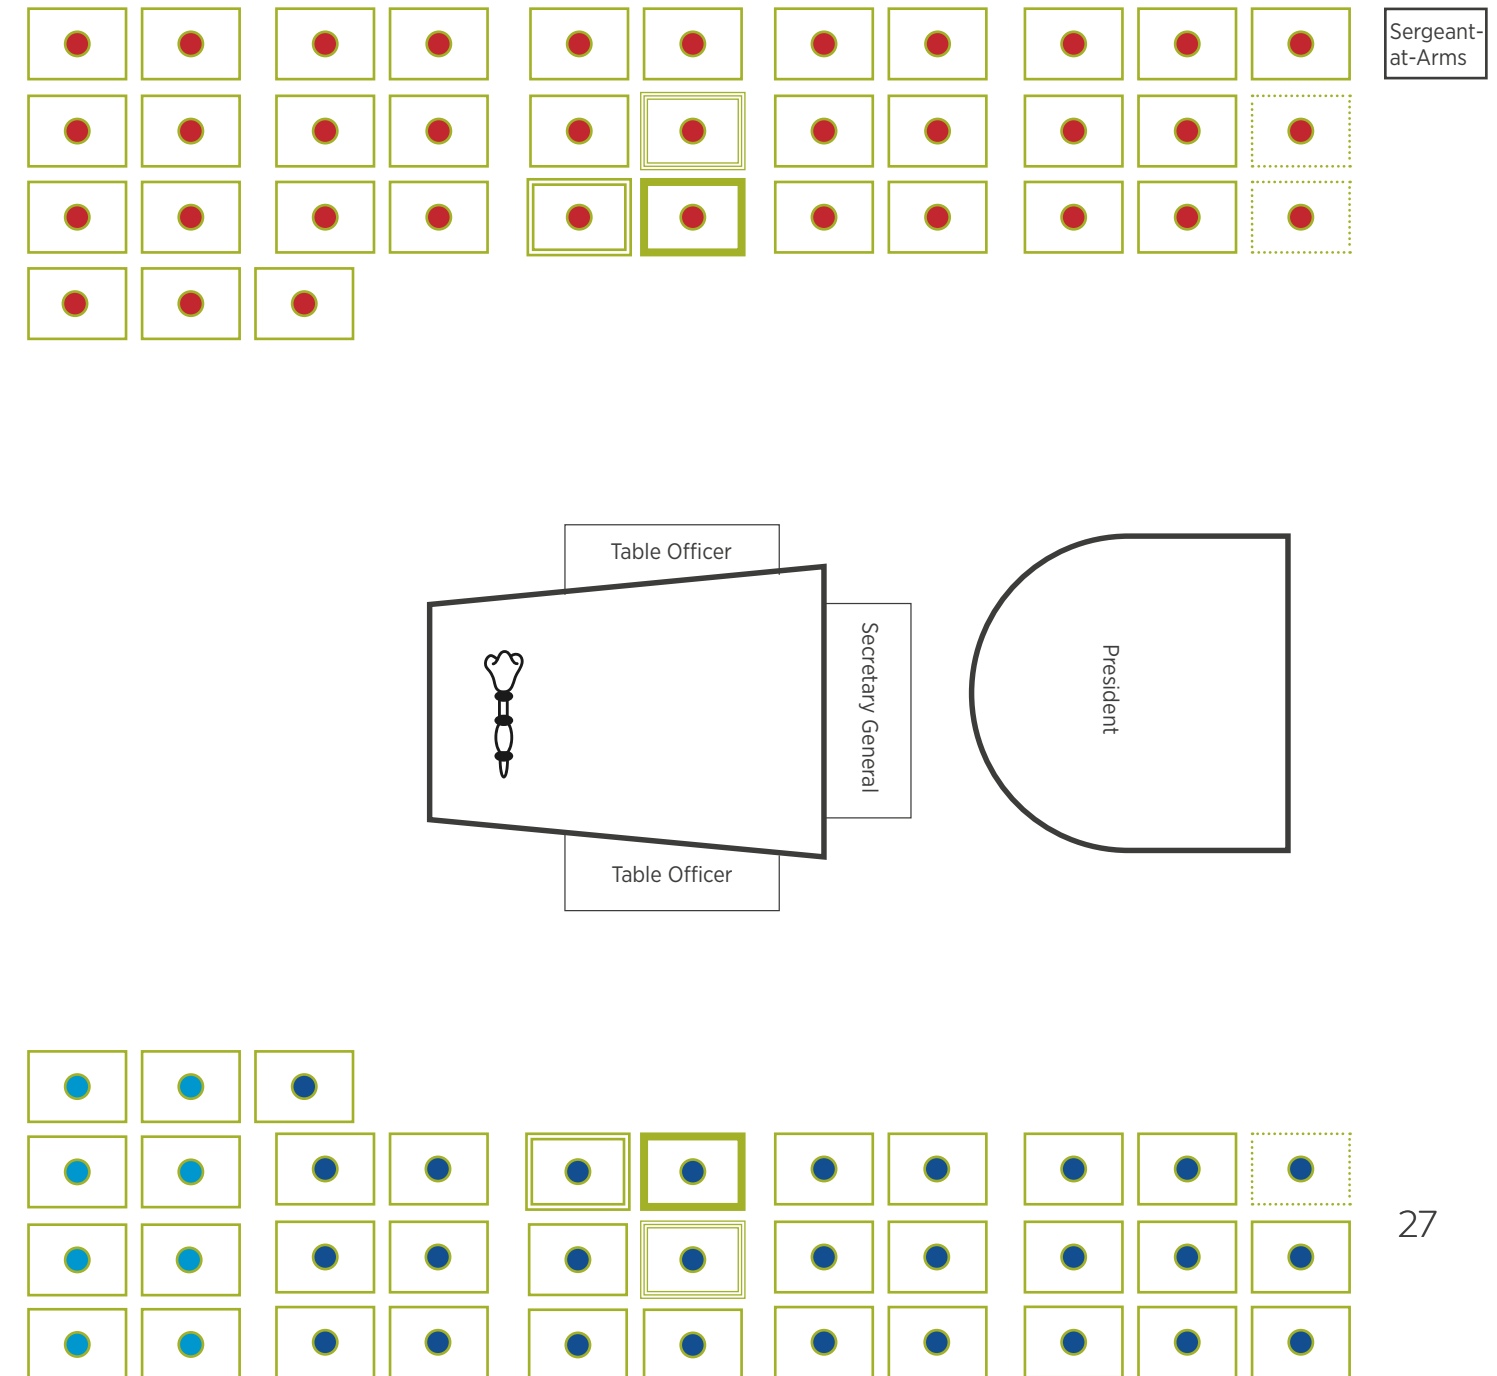 Sergeant-
at-Arms
Table Officer
Secretary General
President
Table Officer
27